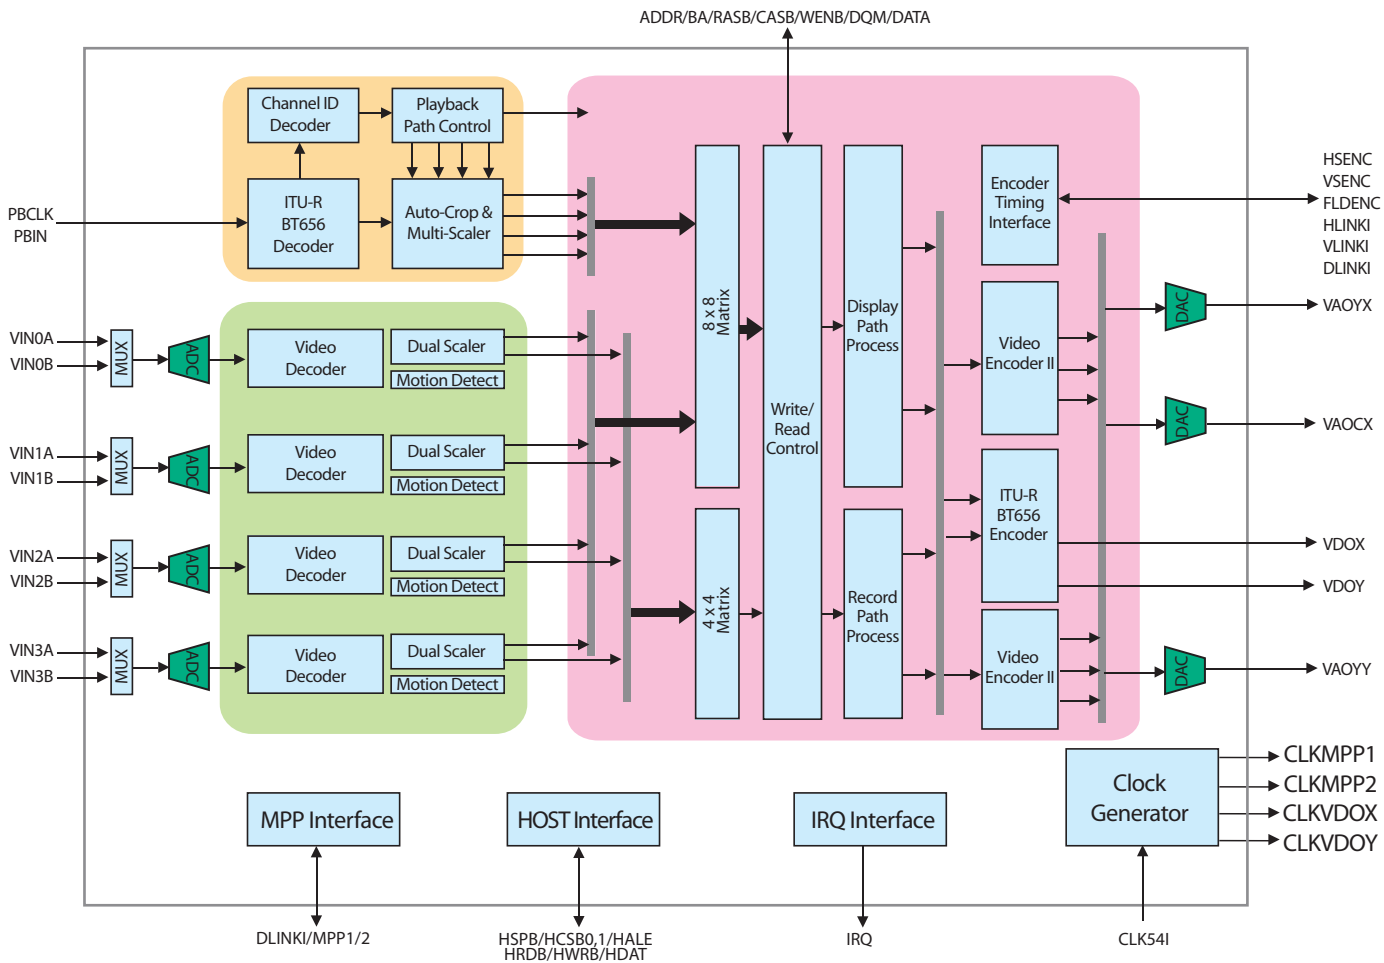 ADDR/BA/RASB/CASB/WENB/DQM/DATA
Channel ID
Decoder
Playback
Path Control
ITU-R
BT656
Decoder
Auto-Crop &
Multi-Scaler
PBCLK
PBIN
VIN0A
VIN0B
MUX
ADC
Video
Decoder
Dual Scaler
Motion Detect
VIN1A
VIN1B
MUX
ADC
Video
Decoder
Dual Scaler
Motion Detect
VIN2A
VIN2B
MUX
ADC
Video
Decoder
Dual Scaler
Motion Detect
VIN3A
VIN3B
MUX
ADC
Video
Decoder
Dual Scaler
Motion Detect
8 x 8
Matrix
4 x 4
Matrix
Write/
Read
Control
Display
Path
Process
Record
Path
Process
Encoder
Timing
Interface
Video
Encoder II
ITU-R
BT656
Encoder
Video
Encoder II
DAC
DAC
DAC
HSENC
VSENC
FLDENC
HLINKI
VLINKI
DLINKI
VAOYX
VAOCX
VDOX
VDOY
VAOYY
Clock
Generator
CLKMPP1
CLKMPP2
CLKVDOX
CLKVDOY
MPP Interface
HOST Interface
IRQ Interface
DLINKI/MPP1/2
HSPB/HCSB0,1/HALE
HRDB/HWRB/HDAT
IRQ
CLK54I